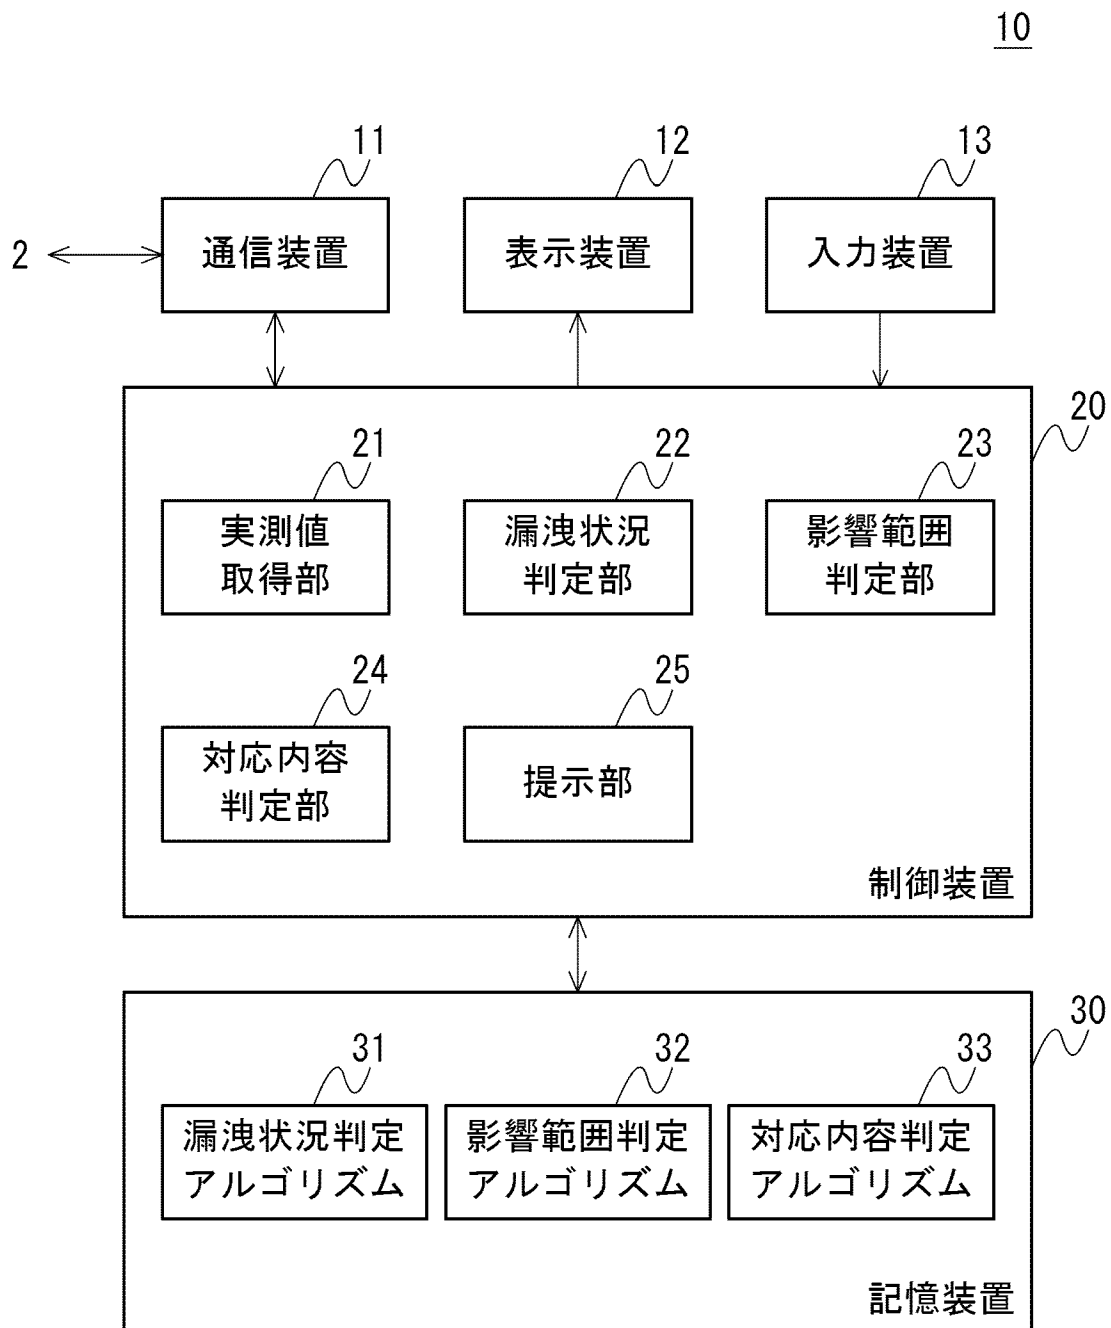 10
11
12
13
2
通信装置
表示装置
入力装置
20
21
22
23
実測値
取得部
漏洩状況
判定部
影響範囲
判定部
24
25
対応内容
判定部
提示部
制御装置
30
31
32
33
漏洩状況判定
アルゴリズム
影響範囲判定
アルゴリズム
対応内容判定
アルゴリズム
記憶装置